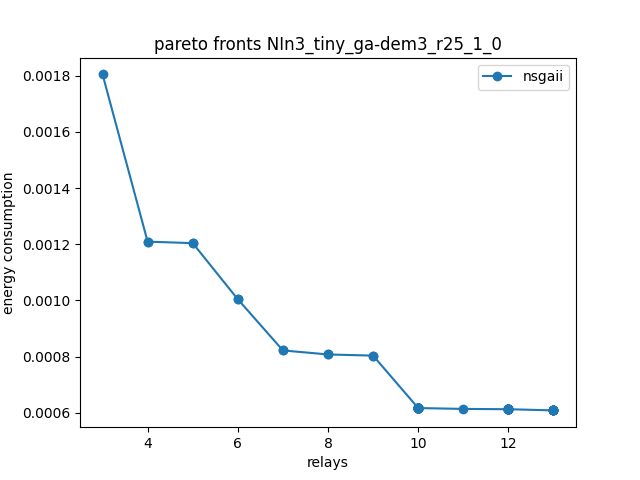 pareto fronts NIn3_tiny_ga-dem3_r25_1_0
nsgaii
0.0018
0.0016
0.0014
0.0012
0.0010
0.0008
0.0006
energy consumption
4 6 8 10 12
relays